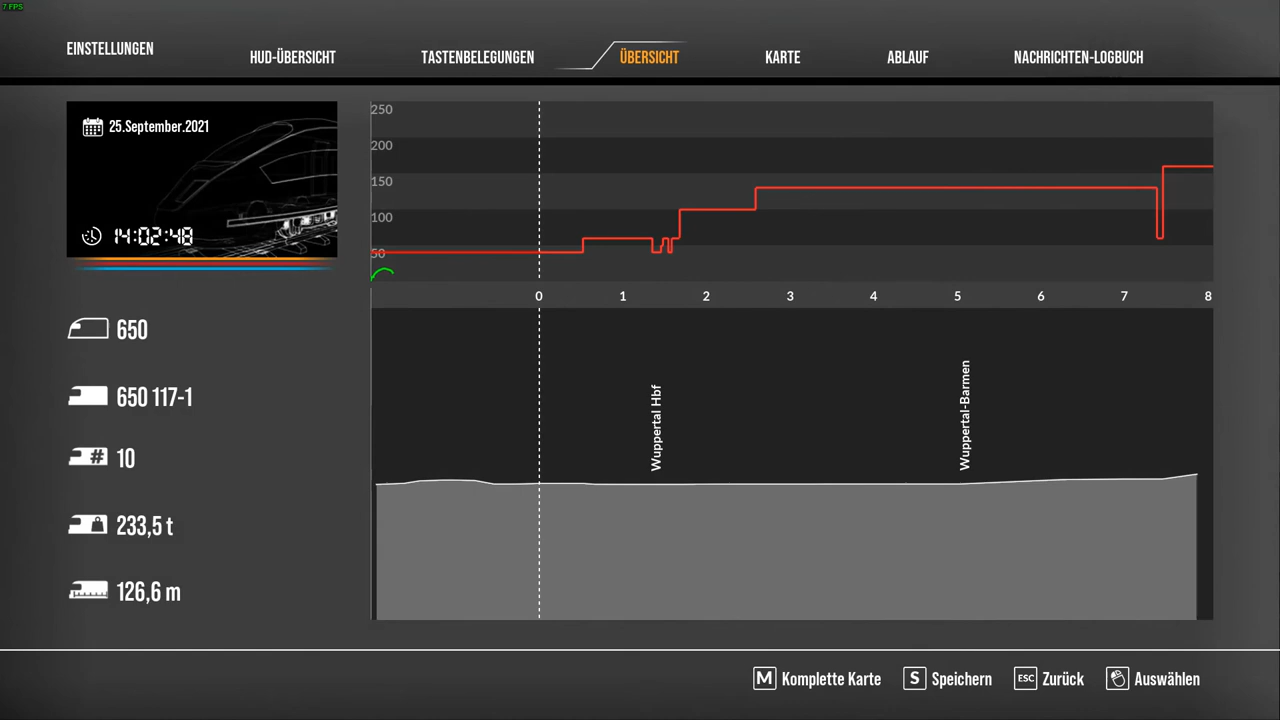 7 FPS
EINSTELLUNGEN
HUD-ÜBERSICHT
TASTENBELEGUNGEN
ÜBERSICHT
KARTE
ABLAUF
NACHRICHTEN-LOGBUCH
25.September.2021
14:02:48
650
650 117-1
# 10
233,5 t
126,6 m
250
200
150
100
50
0 1 2 3 4 5 6 7 8
Wuppertal Hbf
Wuppertal-Barmen
M Komplette Karte
S Speichern
ESC Zurück
Auswählen